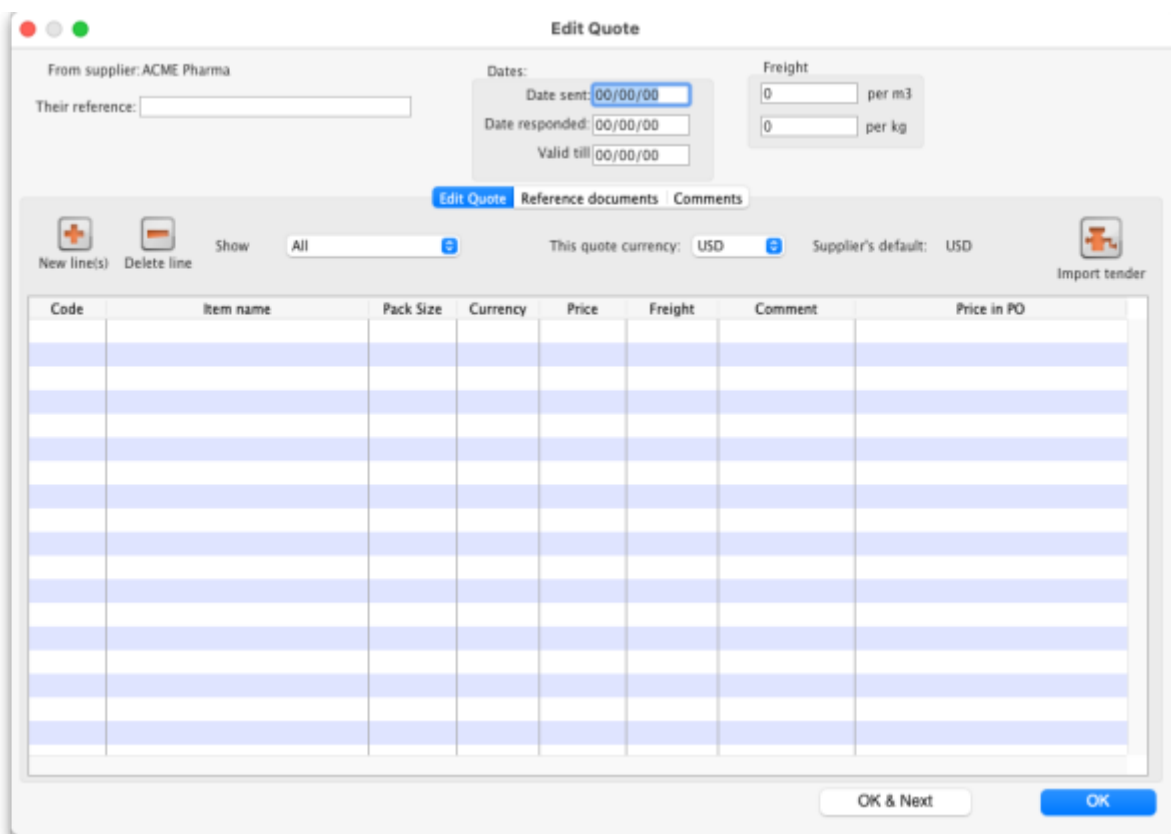 Edit Quote
From supplier: ACME Pharma
Dates:
Freight
Their reference:
Date sent: 00/00/00
0 per m3
Date responded: 00/00/00
0 per kg
Valid till 00/00/00
Edit Quote Reference documents Comments
New line(s) Delete line Show All This quote currency: USD Supplier's default: USD Import tender
Code Item name Pack Size Currency Price Freight Comment Price in PO
OK & Next OK